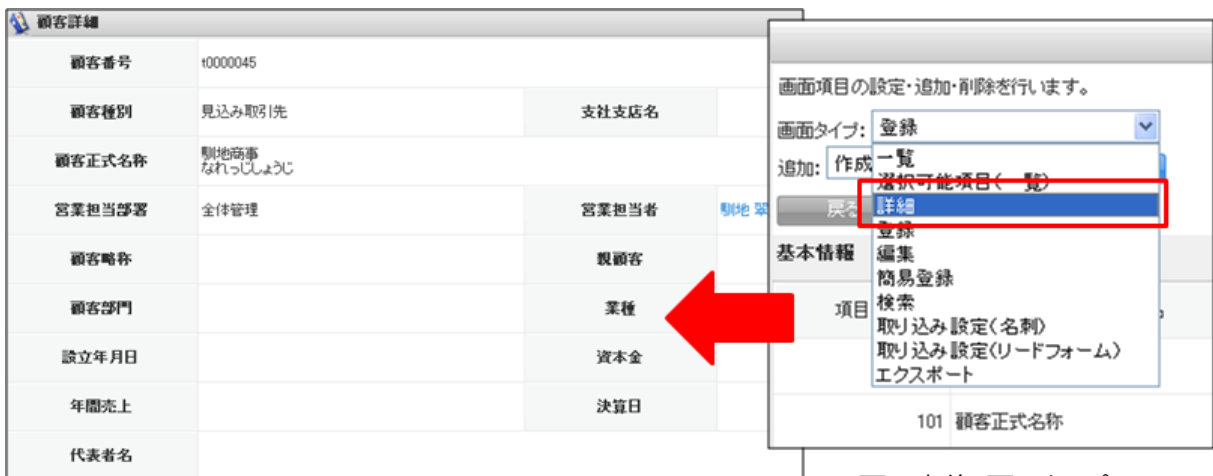 顧客詳細
顧客番号 t0000045
顧客種別 見込み取引先 支社支店名
顧客正式名称 馴地商事
なれっじしょうじ
営業担当部署 全体管理 営業担当者 馴地 翠
顧客略称 親顧客
顧客部門 業種
設立年月日 資本金
年間売上 決算日
代表者名
画面項目の設定・追加・削除を行います。
画面タイプ: 登録
追加: 作成
一覧
選択可能項目(一覧)
戻る
詳細
登録
基本情報
編集
簡易登録
項目
検索
取り込み設定(名刺)
取り込み設定(リードフォーム)
エクスポート
101 顧客正式名称